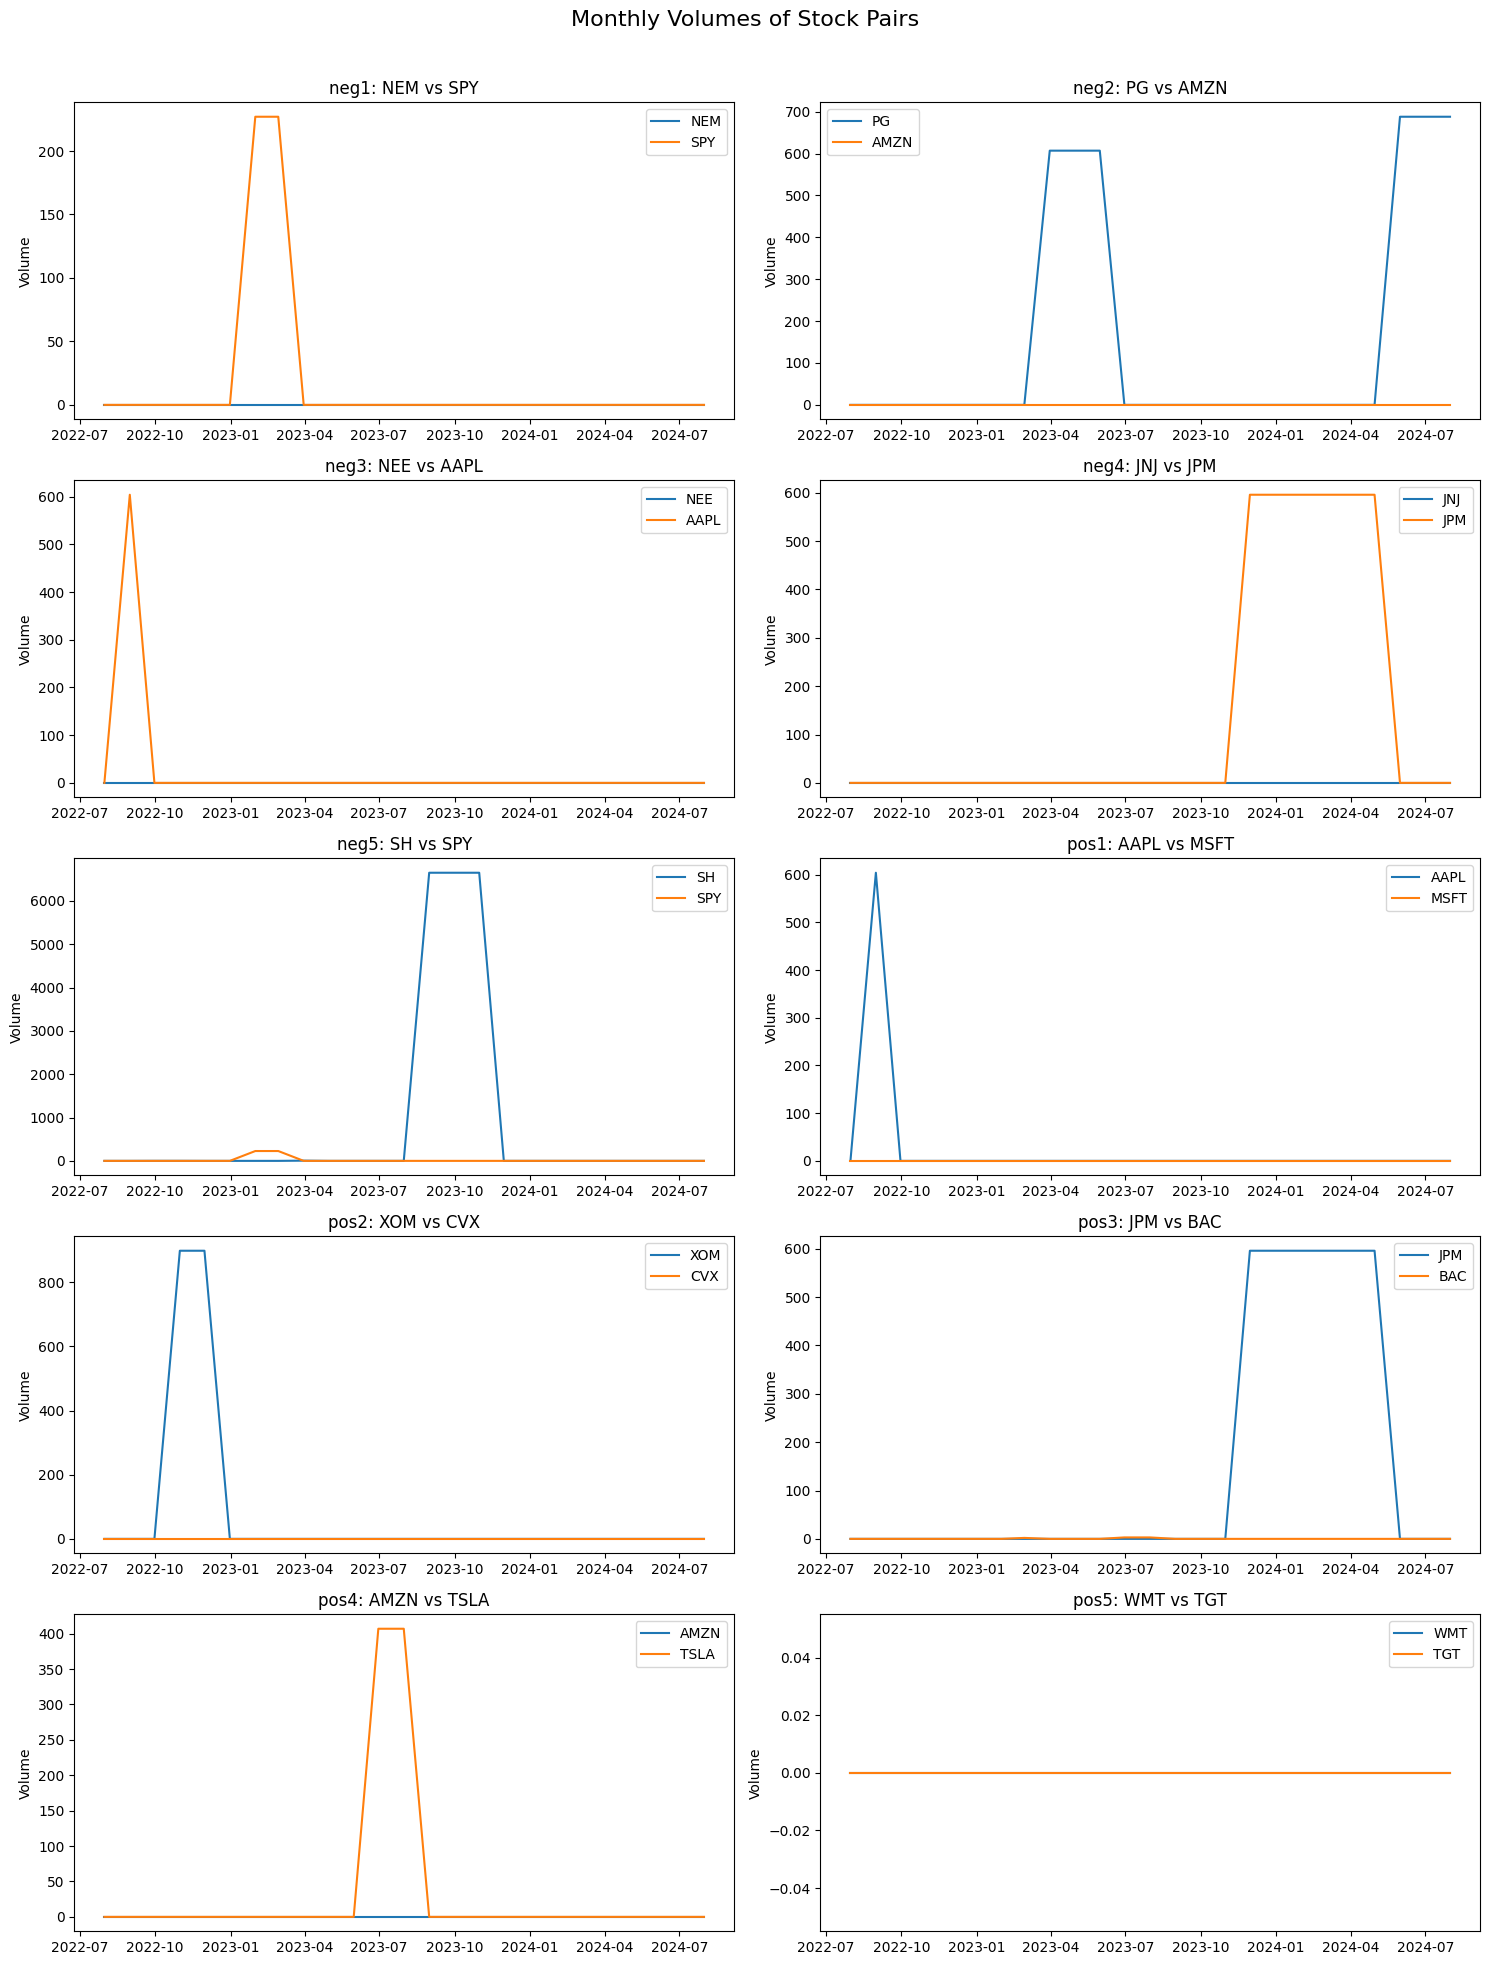 Monthly Volumes of Stock Pairs
neg1: NEM vs SPY
NEM
SPY
Volume
200
150
100
50
0
2022-07 2022-10 2023-01 2023-04 2023-07 2023-10 2024-01 2024-04 2024-07
neg2: PG vs AMZN
PG
AMZN
Volume
700
600
500
400
300
200
100
0
2022-07 2022-10 2023-01 2023-04 2023-07 2023-10 2024-01 2024-04 2024-07
neg3: NEE vs AAPL
NEE
AAPL
Volume
600
500
400
300
200
100
0
2022-07 2022-10 2023-01 2023-04 2023-07 2023-10 2024-01 2024-04 2024-07
neg4: JNJ vs JPM
JNJ
JPM
Volume
600
500
400
300
200
100
0
2022-07 2022-10 2023-01 2023-04 2023-07 2023-10 2024-01 2024-04 2024-07
neg5: SH vs SPY
SH
SPY
Volume
6000
5000
4000
3000
2000
1000
0
2022-07 2022-10 2023-01 2023-04 2023-07 2023-10 2024-01 2024-04 2024-07
pos1: AAPL vs MSFT
AAPL
MSFT
Volume
600
500
400
300
200
100
0
2022-07 2022-10 2023-01 2023-04 2023-07 2023-10 2024-01 2024-04 2024-07
pos2: XOM vs CVX
XOM
CVX
Volume
800
600
400
200
0
2022-07 2022-10 2023-01 2023-04 2023-07 2023-10 2024-01 2024-04 2024-07
pos3: JPM vs BAC
JPM
BAC
Volume
600
500
400
300
200
100
0
2022-07 2022-10 2023-01 2023-04 2023-07 2023-10 2024-01 2024-04 2024-07
pos4: AMZN vs TSLA
AMZN
TSLA
Volume
400
350
300
250
200
150
100
50
0
2022-07 2022-10 2023-01 2023-04 2023-07 2023-10 2024-01 2024-04 2024-07
pos5: WMT vs TGT
WMT
TGT
Volume
0.04
0.02
0.00
−0.02
−0.04
2022-07 2022-10 2023-01 2023-04 2023-07 2023-10 2024-01 2024-04 2024-07